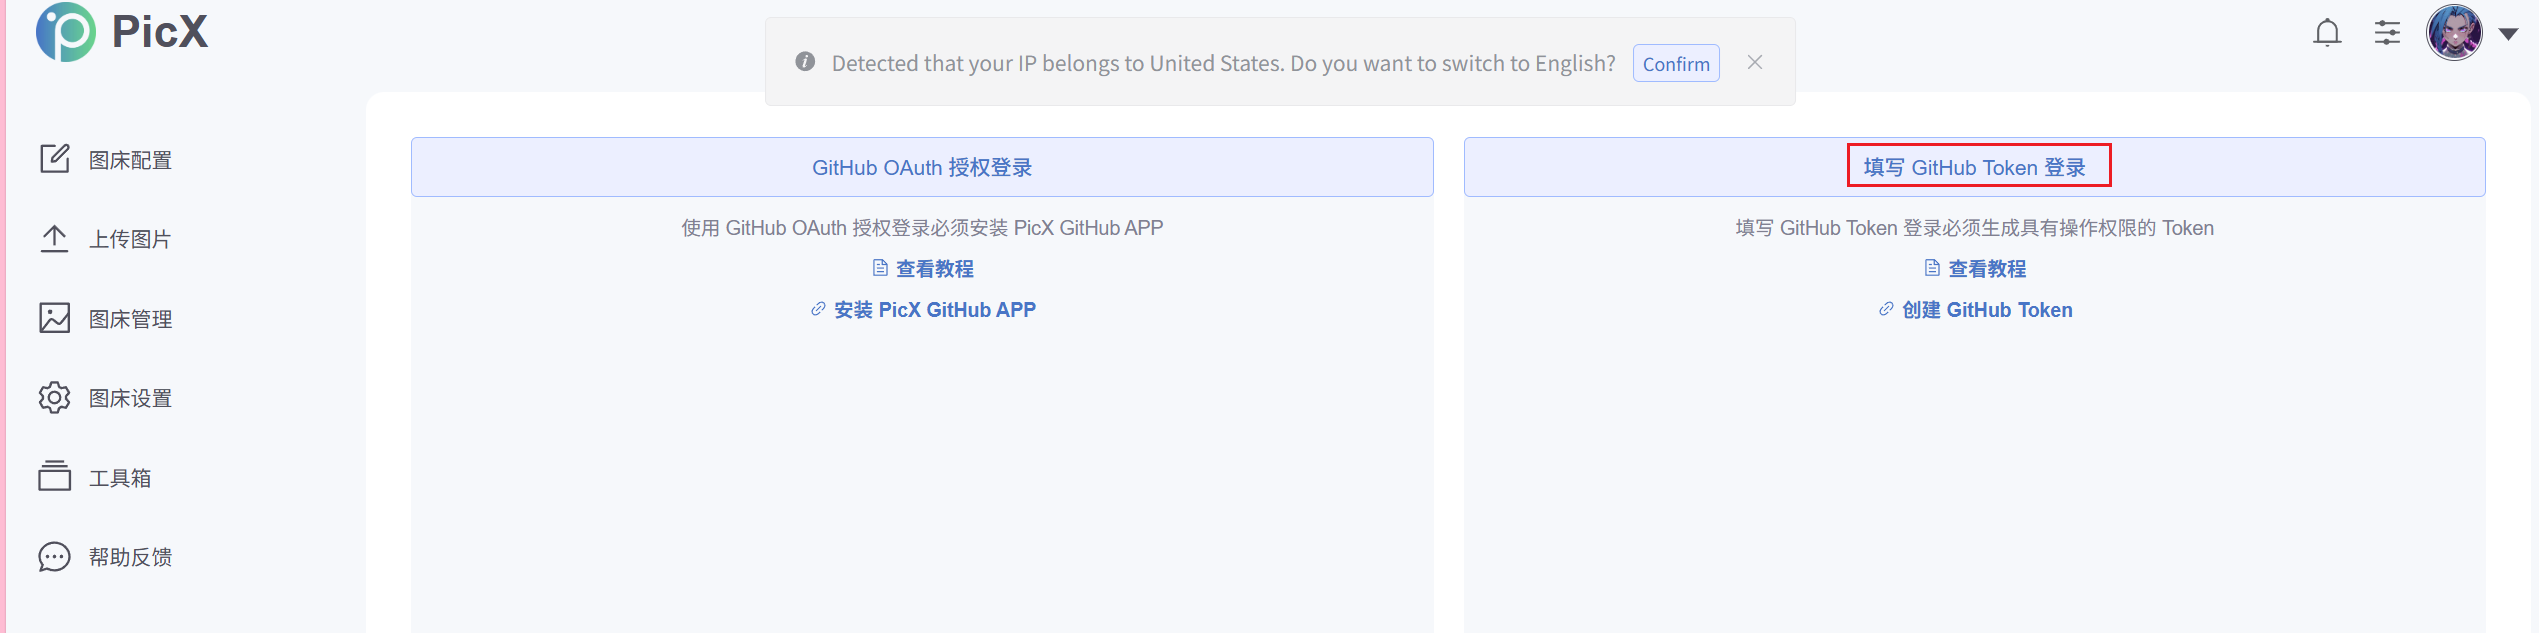 PicX
Detected that your IP belongs to United States. Do you want to switch to English?
Confirm
图床配置
上传图片
图床管理
图床设置
工具箱
帮助反馈
GitHub OAuth 授权登录
使用 GitHub OAuth 授权登录必须安装 PicX GitHub APP
查看教程
安装 PicX GitHub APP
填写 GitHub Token 登录
填写 GitHub Token 登录必须生成具有操作权限的 Token
查看教程
创建 GitHub Token